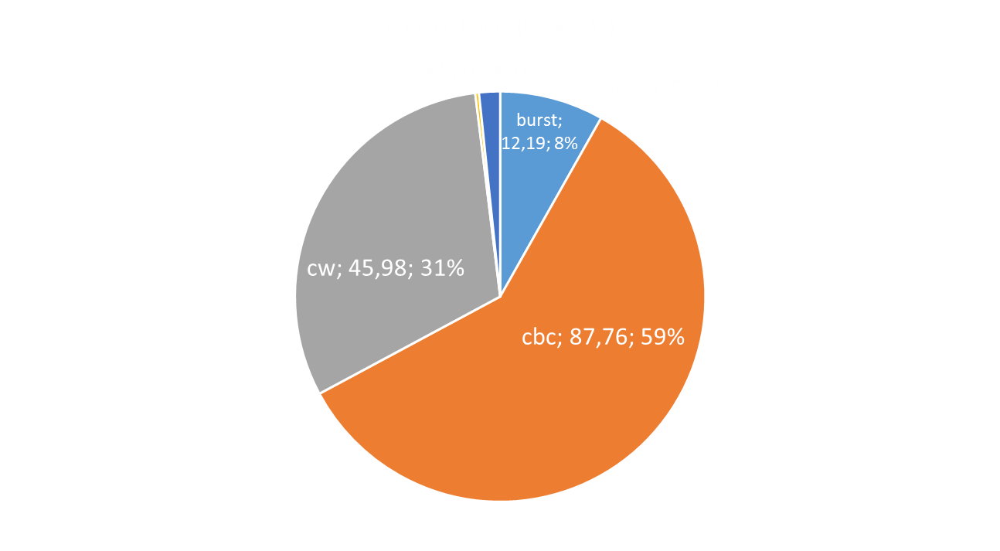 burst;
12,19; 8%
cw; 45,98; 31%
cbc; 87,76; 59%